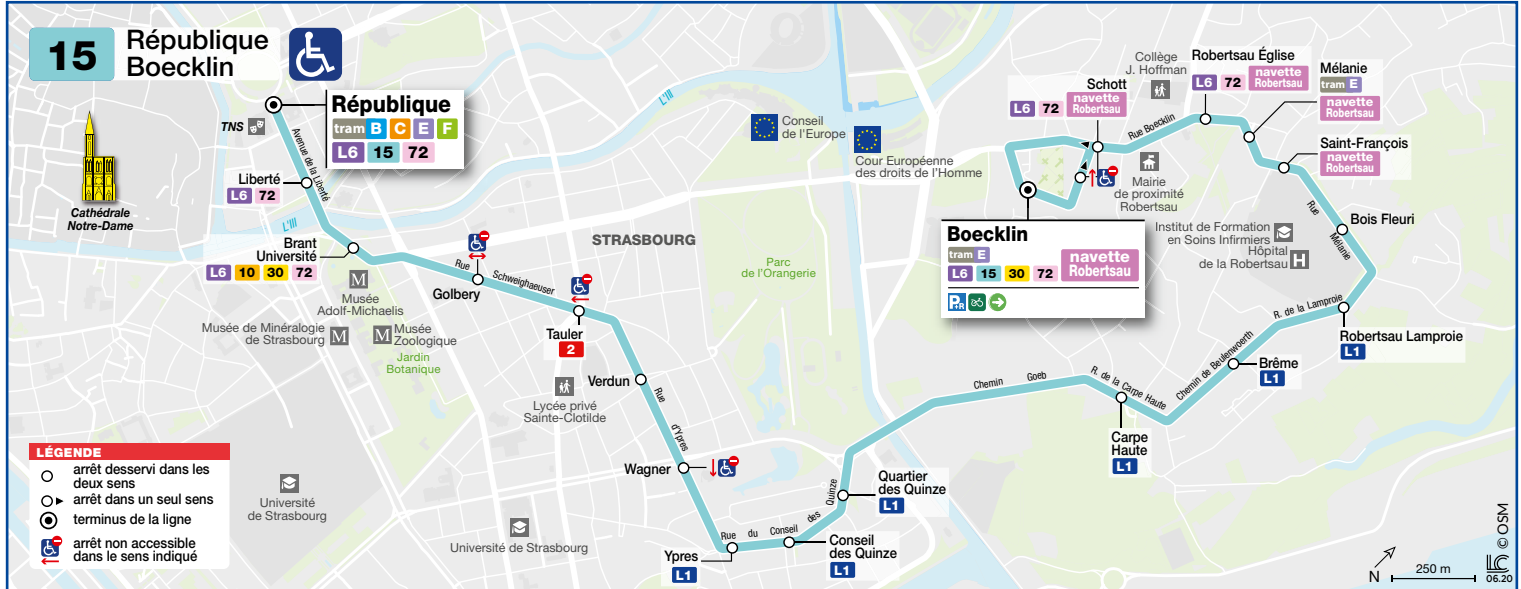 15
République
Boecklin
L'Ill
TNS
République
tram B C E F
L6 15 72
Avenue de la Liberté
Liberté
L6 72
Cathédrale
Notre-Dame
L'Ill
Brant
Université
L6 10 30 72
M
Musée
Adolf-Michaelis
Musée de Minéralogie
de Strasbourg
M
M
Musée
Zoologique
Jardin
Botanique
Rue Schweighaeuser
Golbery
Tauler
2
STRASBOURG
Conseil
de l'Europe
Cour Européenne
des droits de l'Homme
Parc
de l'Orangerie
Verdun
Lycée privé
Sainte-Clotilde
Rue d'Ypres
Wagner
Université
de Strasbourg
Université de Strasbourg
Ypres
L1
Rue du Conseil des Quinze
Conseil
des Quinze
L1
Quartier
des Quinze
L1
Chemin Goeb
R. de la Carpe Haute
Carpe
Haute
L1
Chemin de Beulenwoerth
Brême
L1
R. de la Lamproie
Robertsau Lamproie
L1
Rue Mélanie
Bois Fleuri
Institut de Formation
en Soins Infirmiers
Hôpital
de la Robertsau
H
Saint-François
navette
Robertsau
Mélanie
tram E
navette
Robertsau
Robertsau Église
L6 72 navette
Robertsau
Rue Boecklin
Collège
J. Hoffman
Schott
L6 72 navette
Robertsau
Mairie
de proximité
Robertsau
Boecklin
tram E
L6 15 30 72
navette
Robertsau
P+R
LÉGENDE
arrêt desservi dans les
deux sens
arrêt dans un seul sens
terminus de la ligne
arrêt non accessible
dans le sens indiqué
N
250 m
© OSM
LC
06.20